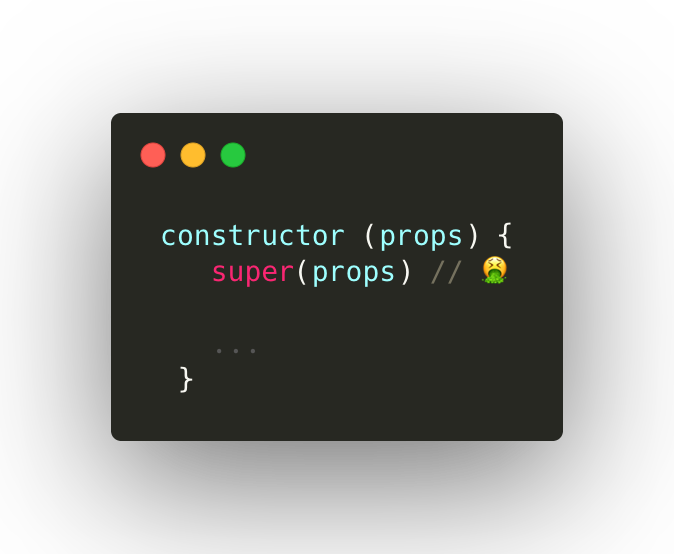 constructor (props) {
super(props) // 🤮
...
}